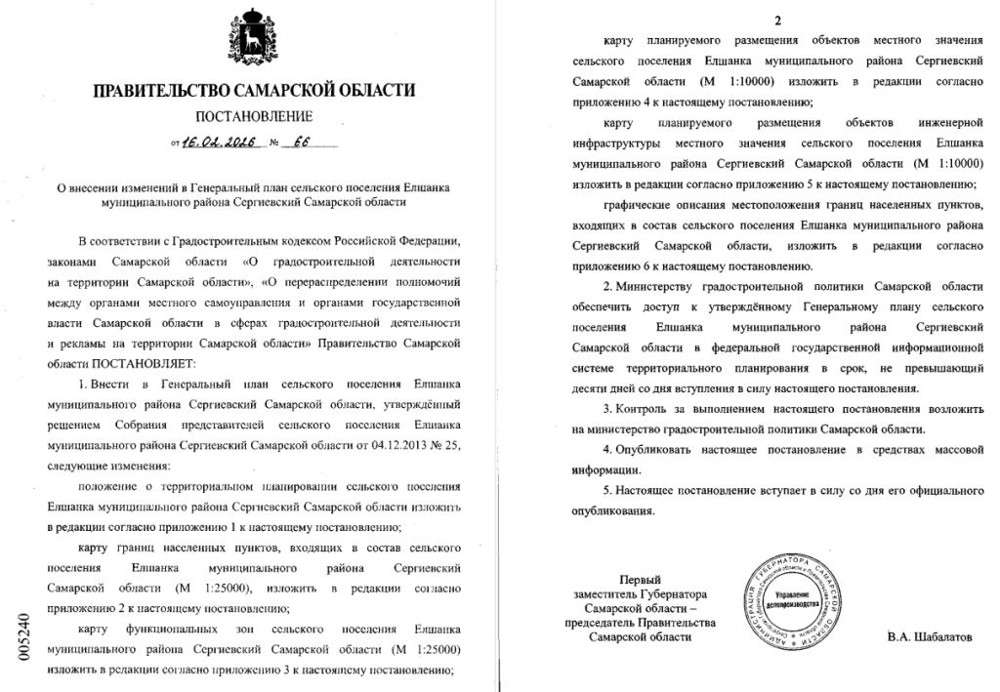 ПРАВИТЕЛЬСТВО САМАРСКОЙ ОБЛАСТИ
ПОСТАНОВЛЕНИЕ
от 16.02.2026 № 66
О внесении изменений в Генеральный план сельского поселения Елшанка
муниципального района Сергиевский Самарской области
В соответствии с Градостроительным кодексом Российской Федерации,
законами Самарской области «О градостроительной деятельности
на территории Самарской области», «О перераспределении полномочий
между органами местного самоуправления и органами государственной
власти Самарской области в сферах градостроительной деятельности
и рекламы на территории Самарской области» Правительство Самарской
области ПОСТАНОВЛЯЕТ:
1. Внести в Генеральный план сельского поселения Елшанка
муниципального района Сергиевский Самарской области, утверждённый
решением Собрания представителей сельского поселения Елшанка
муниципального района Сергиевский Самарской области от 04.12.2013 № 25,
следующие изменения:
положение о территориальном планировании сельского поселения
Елшанка муниципального района Сергиевский Самарской области изложить
в редакции согласно приложению 1 к настоящему постановлению;
карту границ населенных пунктов, входящих в состав сельского
поселения Елшанка муниципального района Сергиевский
Самарской области (М 1:25000), изложить в редакции согласно
приложению 2 к настоящему постановлению;
карту функциональных зон сельского поселения Елшанка
муниципального района Сергиевский Самарской области (М 1:25000)
изложить в редакции согласно приложению 3 к настоящему постановлению;
005240
2
карту планируемого размещения объектов местного значения
сельского поселения Елшанка муниципального района Сергиевский
Самарской области (М 1:10000) изложить в редакции согласно
приложению 4 к настоящему постановлению;
карту планируемого размещения объектов инженерной
инфраструктуры местного значения сельского поселения Елшанка
муниципального района Сергиевский Самарской области (М 1:10000)
изложить в редакции согласно приложению 5 к настоящему постановлению;
графические описания местоположения границ населенных пунктов,
входящих в состав сельского поселения Елшанка муниципального района
Сергиевский Самарской области, изложить в редакции согласно
приложению 6 к настоящему постановлению.
2. Министерству градостроительной политики Самарской области
обеспечить доступ к утверждённому Генеральному плану сельского
поселения Елшанка муниципального района Сергиевский
Самарской области в федеральной государственной информационной
системе территориального планирования в срок, не превышающий
десяти дней со дня вступления в силу настоящего постановления.
3. Контроль за выполнением настоящего постановления возложить
на министерство градостроительной политики Самарской области.
4. Опубликовать настоящее постановление в средствах массовой
информации.
5. Настоящее постановление вступает в силу со дня его официального
опубликования.
Первый
заместитель Губернатора
Самарской области –
председатель Правительства
Самарской области
АДМИНИСТРАЦИЯ ГУБЕРНАТОРА САМАРСКОЙ ОБЛАСТИ
Управление
делопроизводства
В.А. Шабалатов